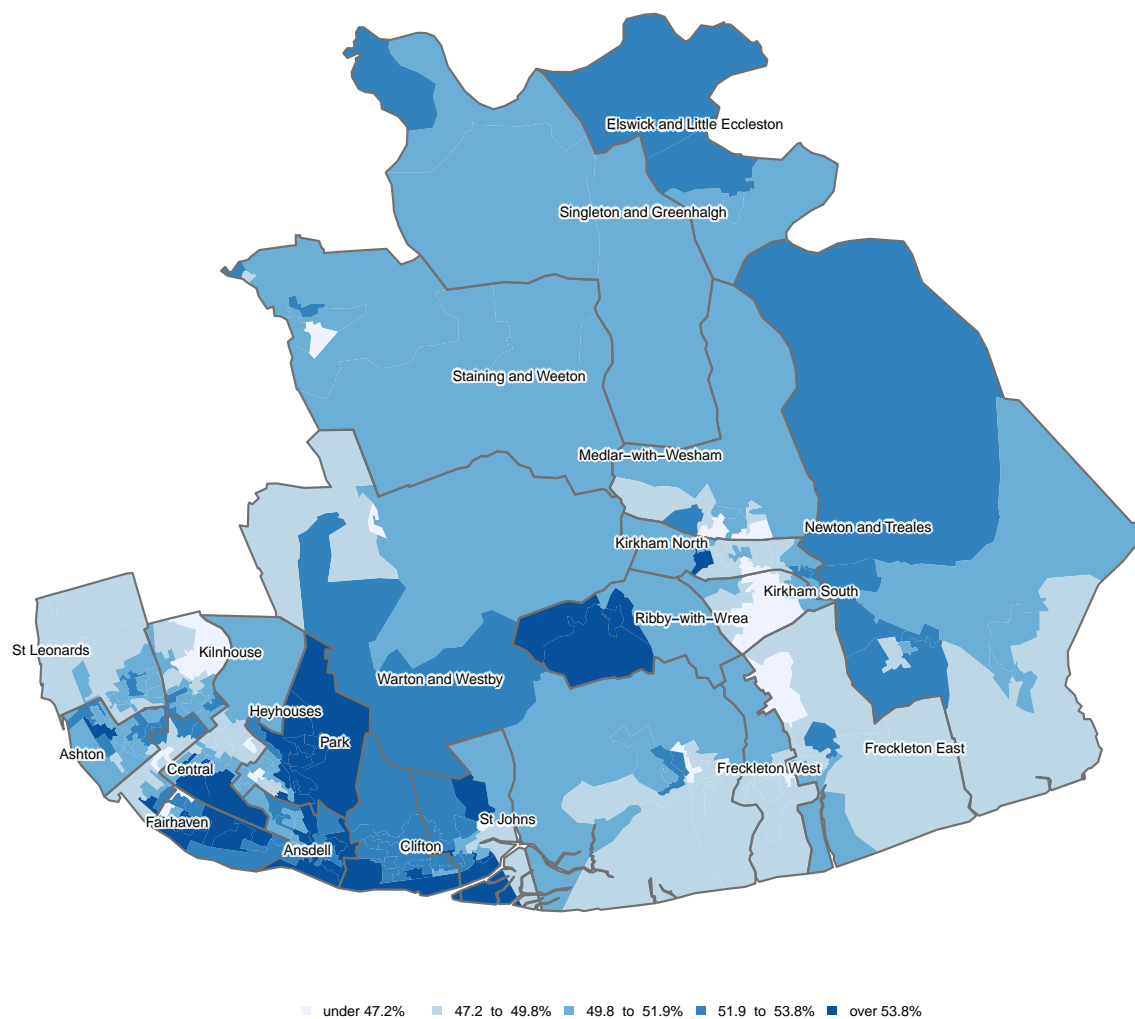 Elswick and Little Eccleston
Singleton and Greenhalgh
Staining and Weeton
Medlar−with−Wesham
Newton and Treales
Kirkham North
Kirkham South
Ribby−with−Wrea
St Leonards
Kilnhouse
Warton and Westby
Heyhouses
Park
Freckleton East
Ashton
Central
Freckleton West
Fairhaven
St Johns
Ansdell
Clifton
under 47.2%
47.2 to 49.8%
49.8 to 51.9%
51.9 to 53.8%
over 53.8%